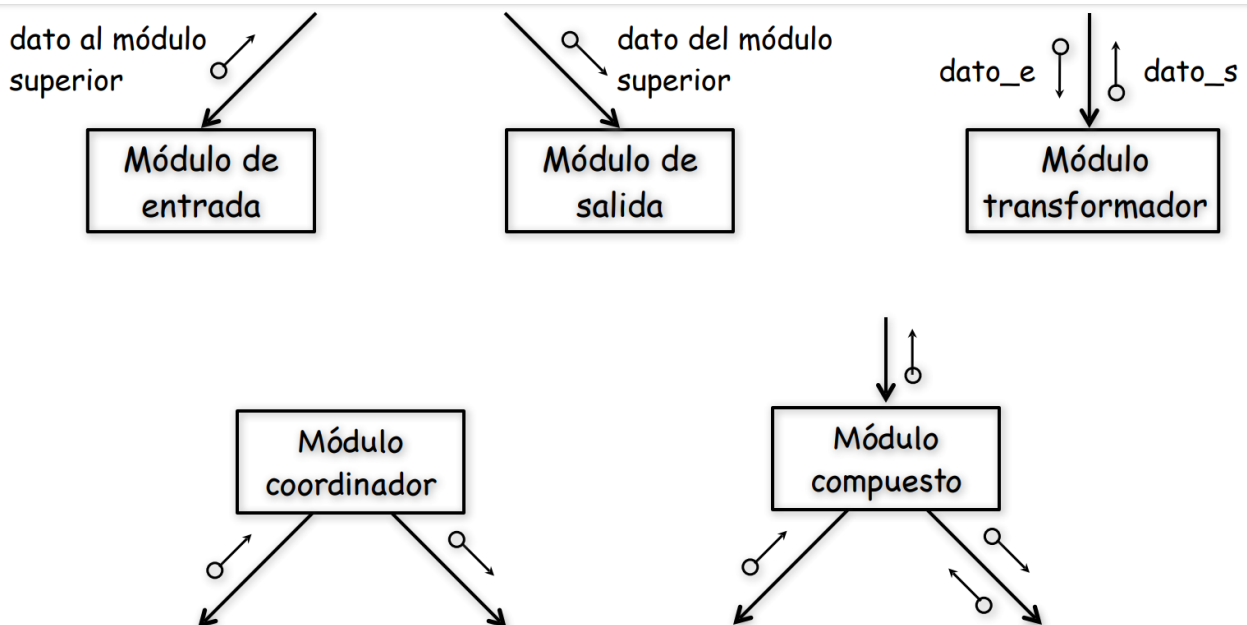 dato al módulo
superior
dato del módulo
superior
dato_e
dato_s
Módulo de
entrada
Módulo de
salida
Módulo
transformador
Módulo
coordinador
Módulo
compuesto